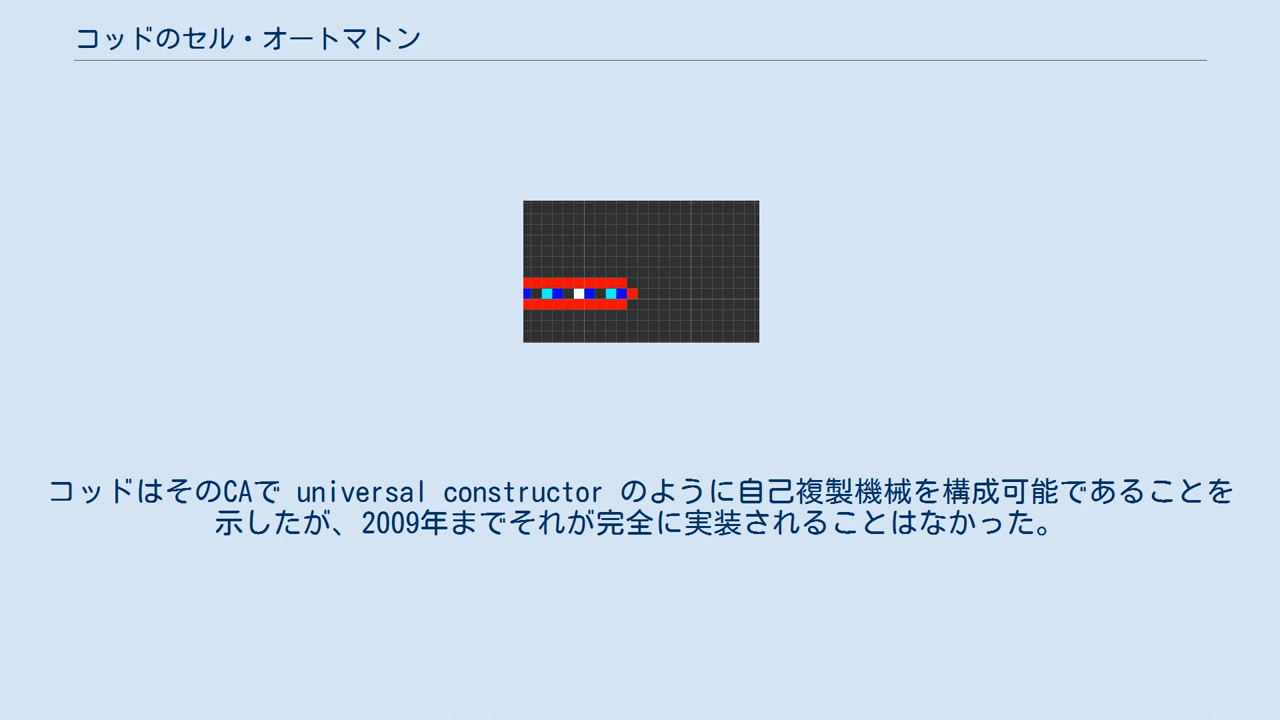 コッドのセル・オートマトン
コッドはそのCAで universal constructor のように自己複製機械を構成可能であることを
示したが、2009年までそれが完全に実装されることはなかった。